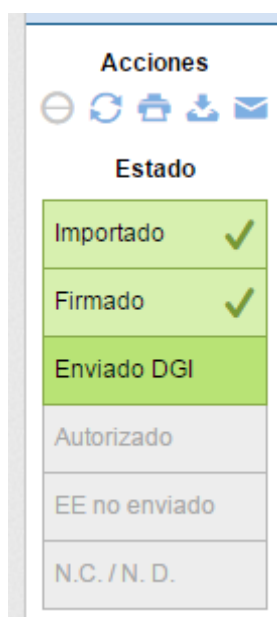 Acciones
Estado
Importado
Firmado
Enviado DGI
Autorizado
EE no enviado
N.C. / N. D.